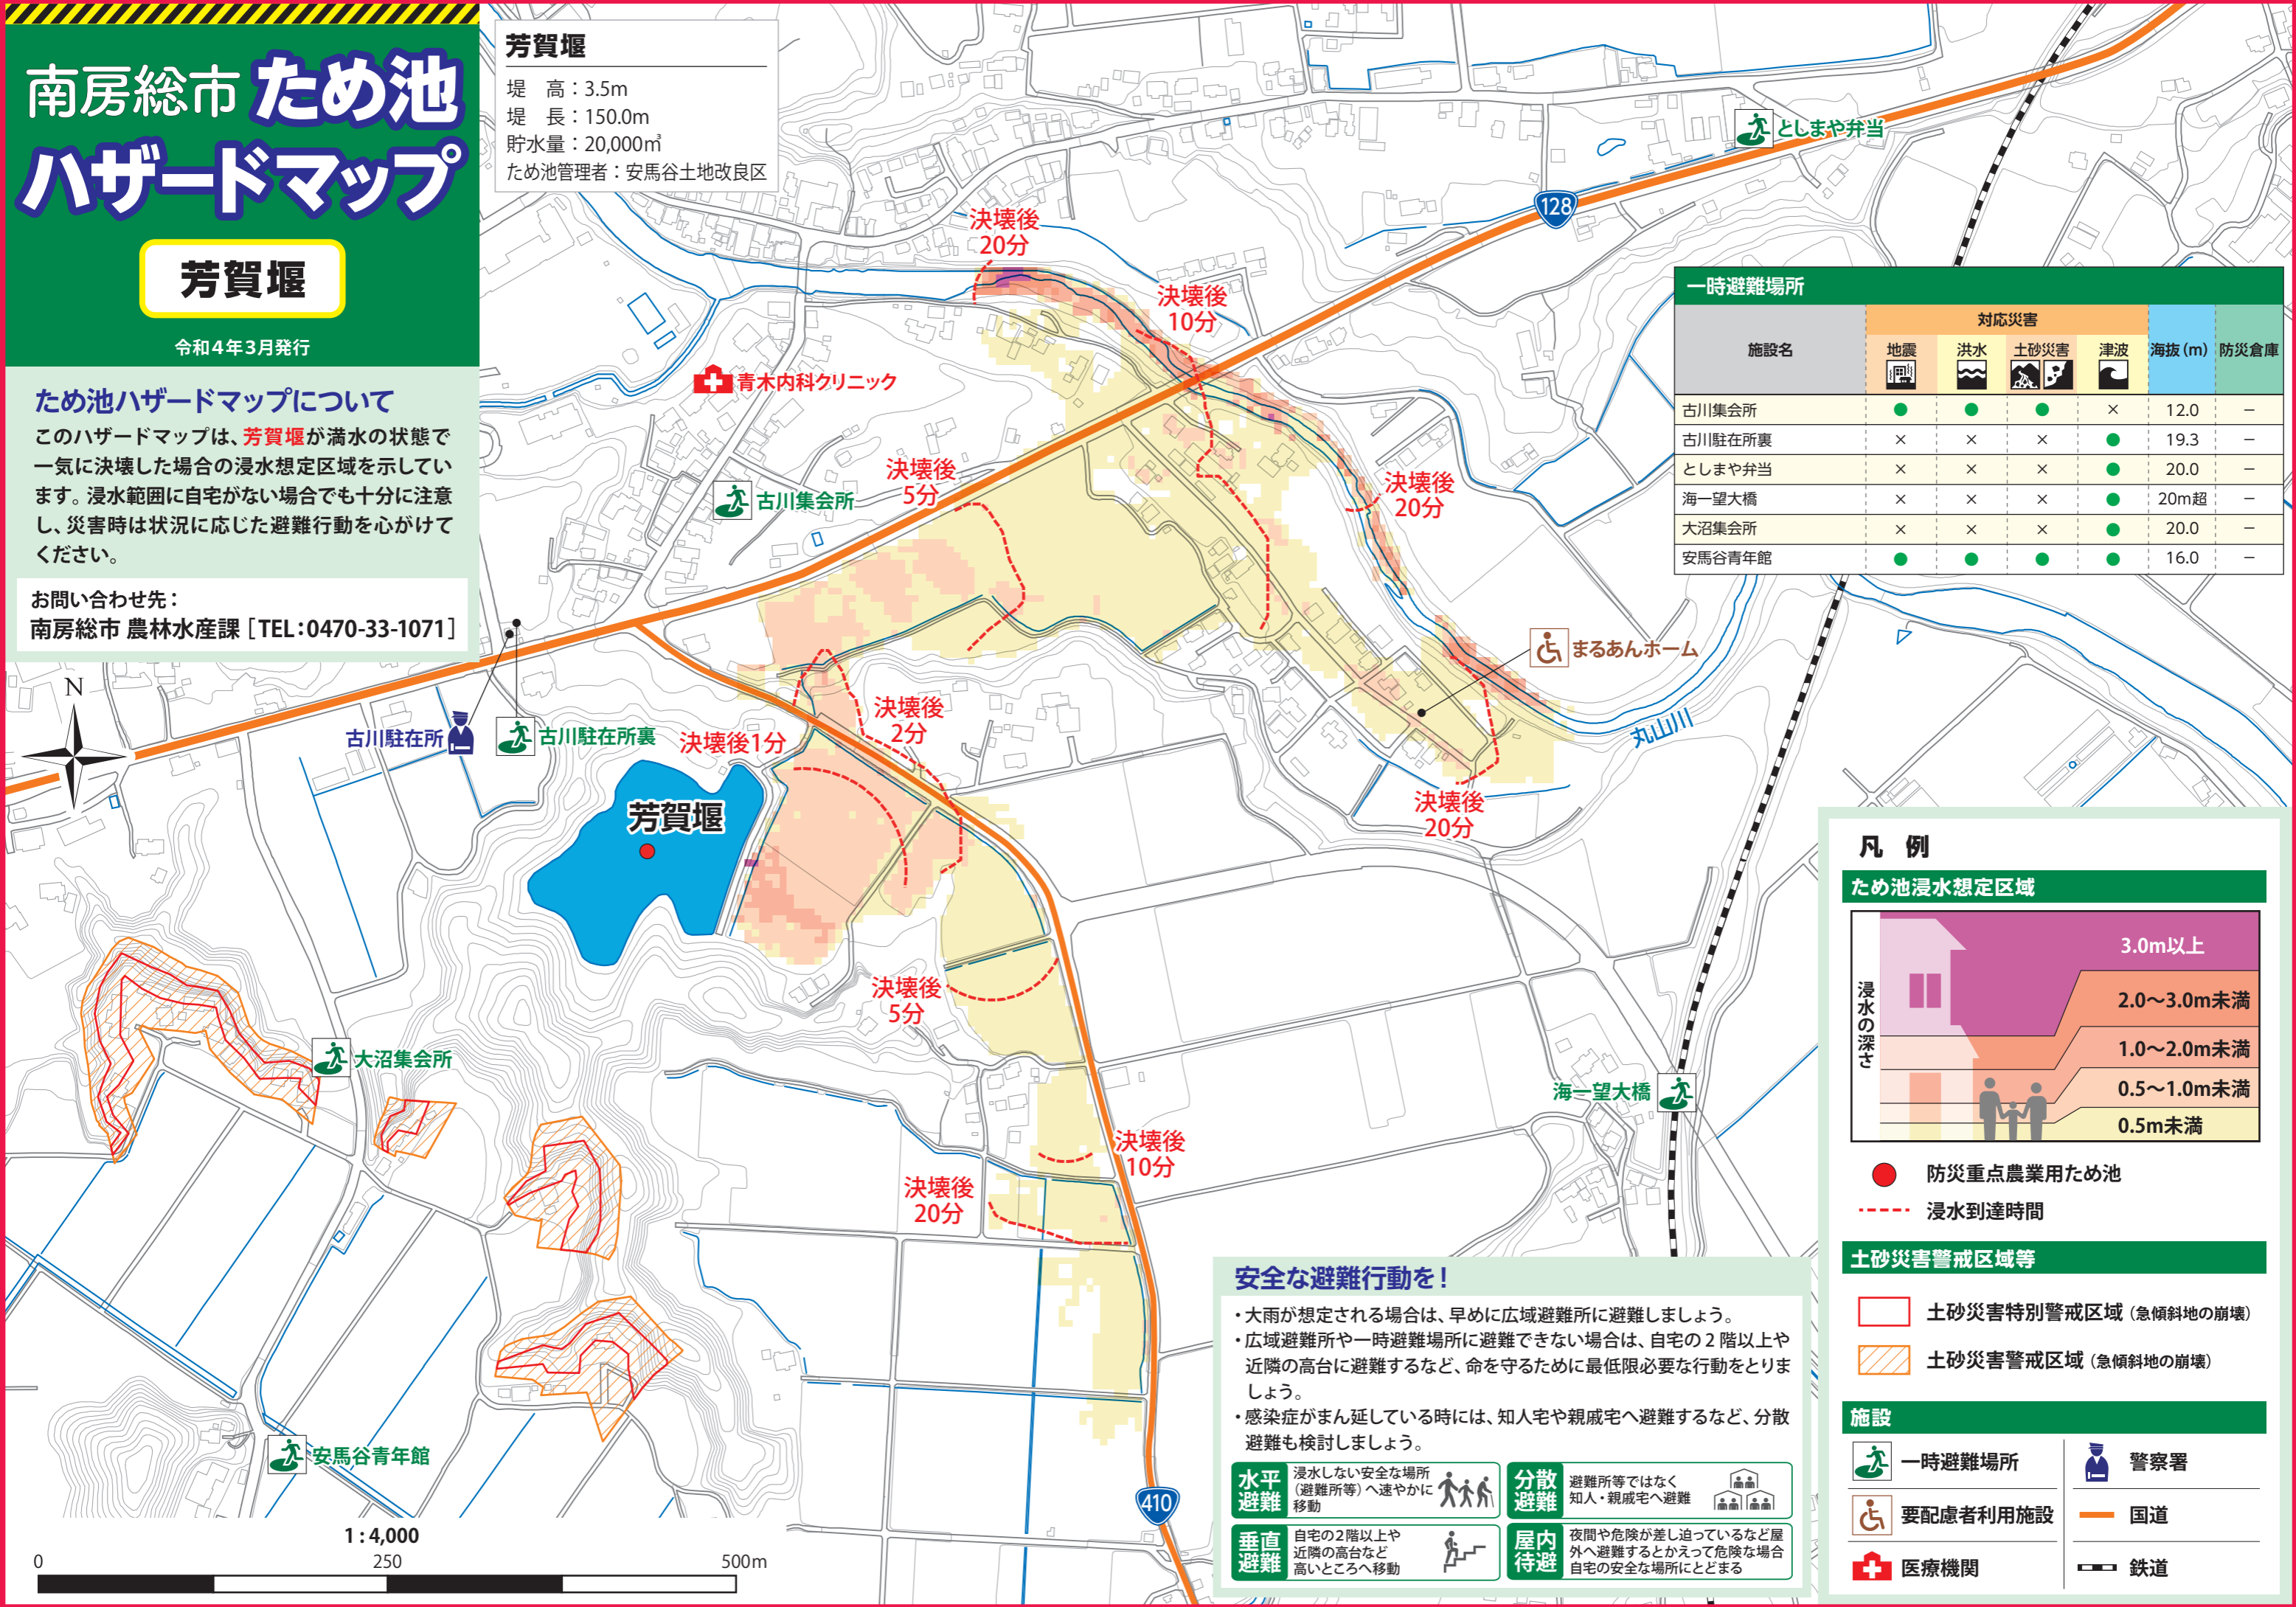 南房総市 ため池
ハザードマップ
芳賀堰
令和4年3月発行
ため池ハザードマップについて
このハザードマップは、芳賀堰が満水の状態で
一気に決壊した場合の浸水想定区域を示してい
ます。浸水範囲に自宅がない場合でも十分に注意
し、災害時は状況に応じた避難行動を心がけて
ください。
お問い合わせ先：
南房総市 農林水産課［TEL：0470-33-1071］
芳賀堰
堤　高：3.5m
堤　長：150.0m
貯水量：20,000㎥
ため池管理者：安馬谷土地改良区
としまや弁当
128
決壊後
20分
決壊後
10分
青木内科クリニック
決壊後
5分
古川集会所
決壊後
20分
まるあんホーム
丸山川
決壊後
20分
N
古川駐在所
古川駐在所裏
決壊後1分
決壊後
2分
芳賀堰
決壊後
5分
大沼集会所
海一望大橋
決壊後
10分
決壊後
20分
安馬谷青年館
410
1：4,000
0 250 500m
一時避難場所
施設名 対応災害 海抜(m) 防災倉庫
地震 洪水 土砂災害 津波
古川集会所 ● ● ● × 12.0 −
古川駐在所裏 × × × ● 19.3 −
としまや弁当 × × × ● 20.0 −
海一望大橋 × × × ● 20m超 −
大沼集会所 × × × ● 20.0 −
安馬谷青年館 ● ● ● ● 16.0 −
安全な避難行動を！
・大雨が想定される場合は、早めに広域避難所に避難しましょう。
・広域避難所や一時避難場所に避難できない場合は、自宅の2階以上や
近隣の高台に避難するなど、命を守るために最低限必要な行動をとりま
しょう。
・感染症がまん延している時には、知人宅や親戚宅へ避難するなど、分散
避難も検討しましょう。
水平
避難
浸水しない安全な場所
（避難所等）へ速やかに
移動
分散
避難
避難所等ではなく
知人・親戚宅へ避難
垂直
避難
自宅の2階以上や
近隣の高台など
高いところへ移動
屋内
待避
夜間や危険が差し迫っているなど屋
外へ避難するとかえって危険な場合
自宅の安全な場所にとどまる
凡 例
ため池浸水想定区域
浸水の深さ
3.0m以上
2.0〜3.0m未満
1.0〜2.0m未満
0.5〜1.0m未満
0.5m未満
防災重点農業用ため池
浸水到達時間
土砂災害警戒区域等
土砂災害特別警戒区域（急傾斜地の崩壊）
土砂災害警戒区域（急傾斜地の崩壊）
施設
一時避難場所
警察署
要配慮者利用施設
国道
医療機関
鉄道